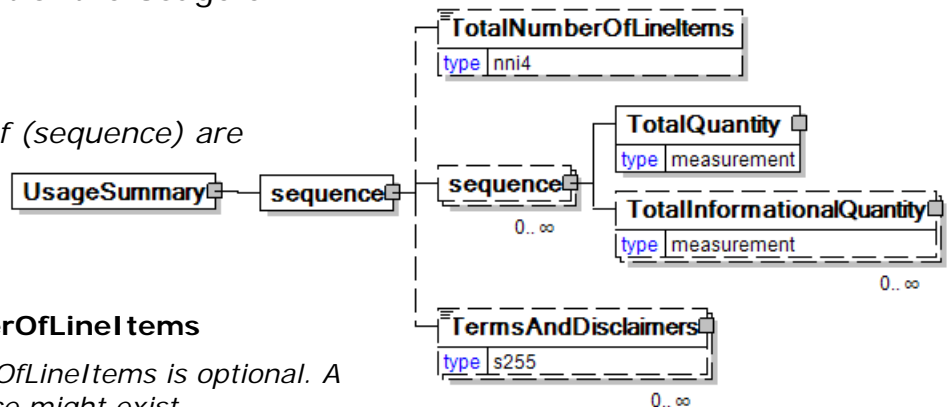 TotalNumberOfLineItems
type nni4
f (sequence) are
TotalQuantity
type measurement
UsageSummary
sequence
sequence
0.. ∞
TotalInformationalQuantity
type measurement
0.. ∞
erOfLineItems
TermsAndDisclaimers
type s255
OfLineItems is optional. A
0.. ∞